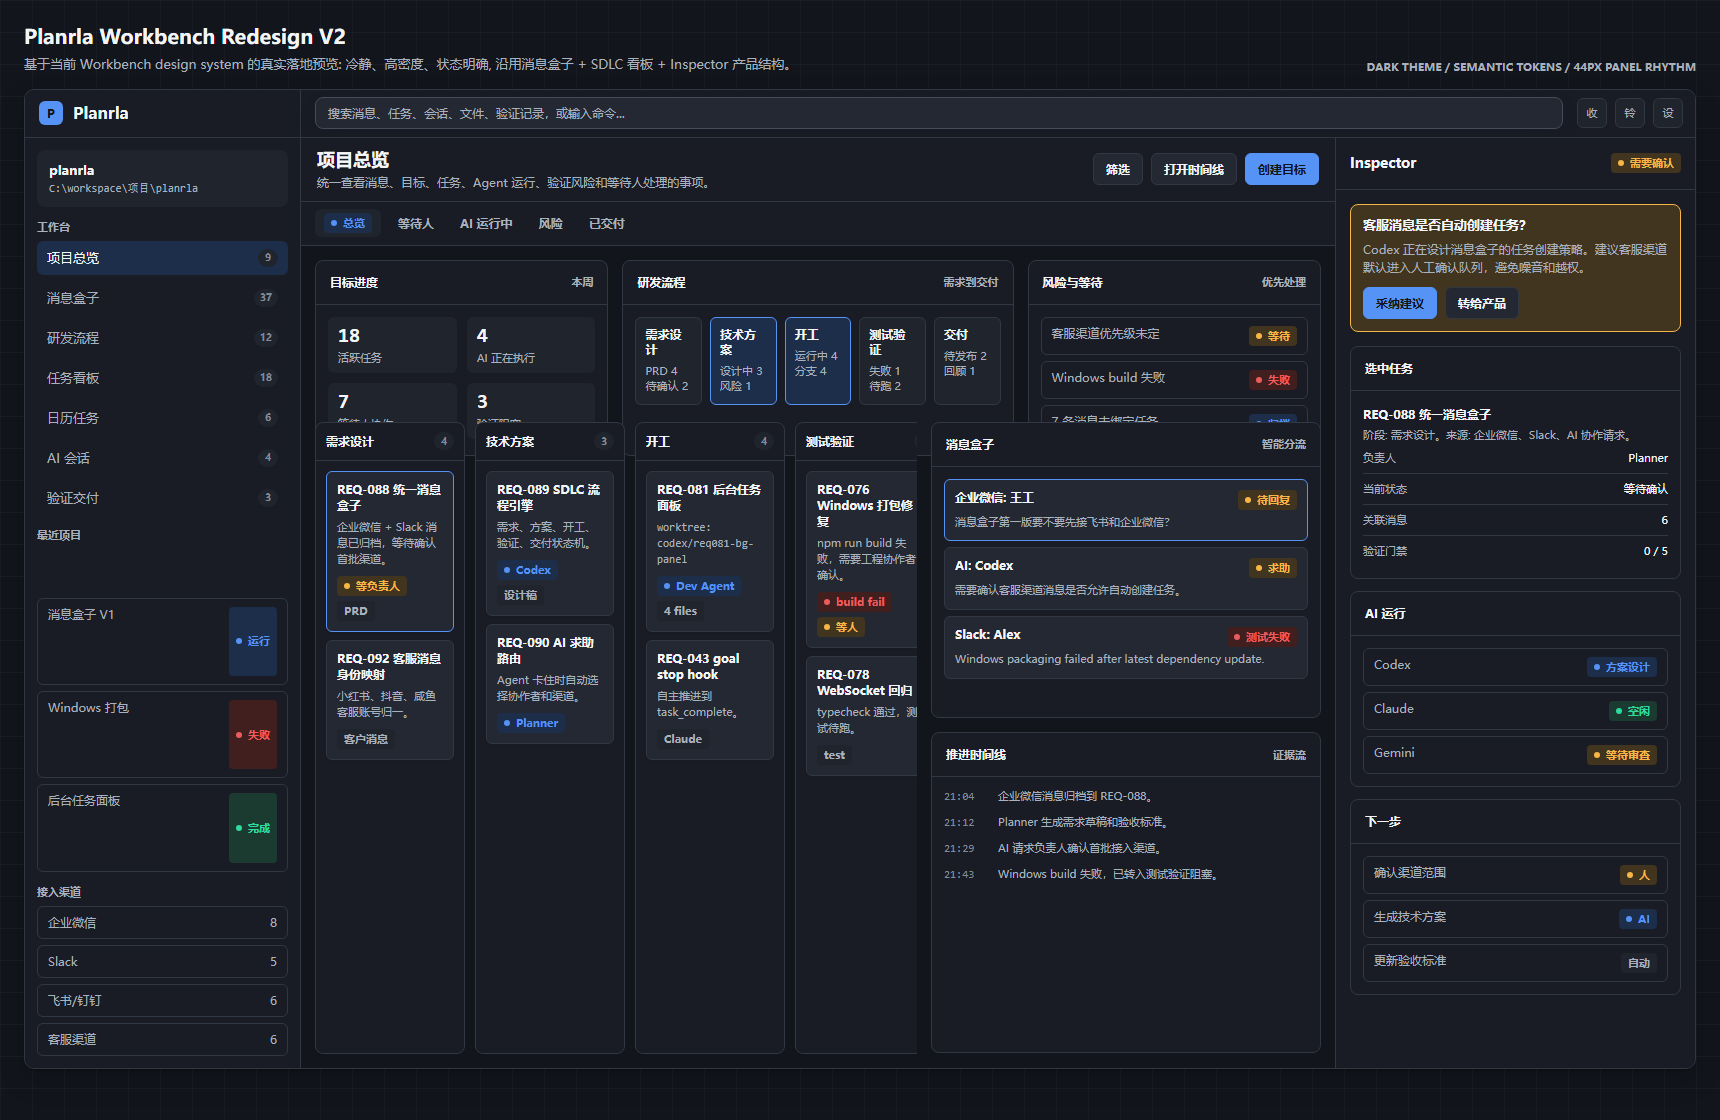 Planrla Workbench Redesign V2
基于当前 Workbench design system 的真实落地预览: 冷静、高密度、状态明确, 沿用消息盒子 + SDLC 看板 + Inspector 产品结构。
DARK THEME / SEMANTIC TOKENS / 44PX PANEL RHYTHM
P Planrla
搜索消息、任务、会话、文件、验证记录，或输入命令...
收 铃 设
planrla
C:\workspace\项目\planrla
工作台
项目总览 9
消息盒子 37
研发流程 12
任务看板 18
日历任务 6
AI 会话 4
验证交付 3
最近项目
消息盒子 V1 运行
Windows 打包 失败
后台任务面板 完成
接入渠道
企业微信 8
Slack 5
飞书/钉钉 6
客服渠道 6
项目总览
统一查看消息、目标、任务、Agent 运行、验证风险和等待人处理的事项。
筛选 打开时间线 创建目标
总览 等待人 AI 运行中 风险 已交付
目标进度 本周
18
活跃任务
4
AI 正在执行
7
3
研发流程 需求到交付
需求设计
PRD 4
待确认 2
技术方案
设计中 3
风险 1
开工
运行中 4
分支 4
测试验证
失败 1
待跑 2
交付
待发布 2
回顾 1
风险与等待 优先处理
客服渠道优先级未定 等待
Windows build 失败 失败
需求设计 4
REQ-088 统一消息
盒子
企业微信 + Slack 消
息已归档，等待确认
首批渠道。
等负责人
PRD
REQ-092 客服消息
身份映射
小红书、抖音、咸鱼
客服账号归一。
客户消息
技术方案 3
REQ-089 SDLC 流
程引擎
需求、方案、开工、
验证、交付状态机。
Codex
设计稿
REQ-090 AI 求助
路由
Agent 卡住时自动选
择协作者和渠道。
Planner
开工 4
REQ-081 后台任务
面板
worktree:
codex/req081-bg-
panel
Dev Agent
4 files
REQ-043 goal
stop hook
自主推进到
task_complete。
Claude
测试验证
REQ-076
Windows 打包修
复
npm run build 失
败，需要工程协作者
确认。
build fail
等人
REQ-078
WebSocket 回归
typecheck 通过，测
试待跑。
test
消息盒子 智能分流
企业微信: 王工 待回复
消息盒子第一版要不要先接飞书和企业微信?
AI: Codex 求助
需要确认客服渠道消息是否允许自动创建任务。
Slack: Alex 测试失败
Windows packaging failed after latest dependency update.
推进时间线 证据流
21:04 企业微信消息归档到 REQ-088。
21:12 Planner 生成需求草稿和验收标准。
21:29 AI 请求负责人确认首批接入渠道。
21:43 Windows build 失败，已转入测试验证阻塞。
Inspector 需要确认
客服消息是否自动创建任务?
Codex 正在设计消息盒子的任务创建策略。建议客服渠道
默认进入人工确认队列，避免噪音和越权。
采纳建议 转给产品
选中任务
REQ-088 统一消息盒子
阶段: 需求设计。来源: 企业微信、Slack、AI 协作请求。
负责人 Planner
当前状态 等待确认
关联消息 6
验证门禁 0 / 5
AI 运行
Codex 方案设计
Claude 空闲
Gemini 等待审查
下一步
确认渠道范围 人
生成技术方案 AI
更新验收标准 自动